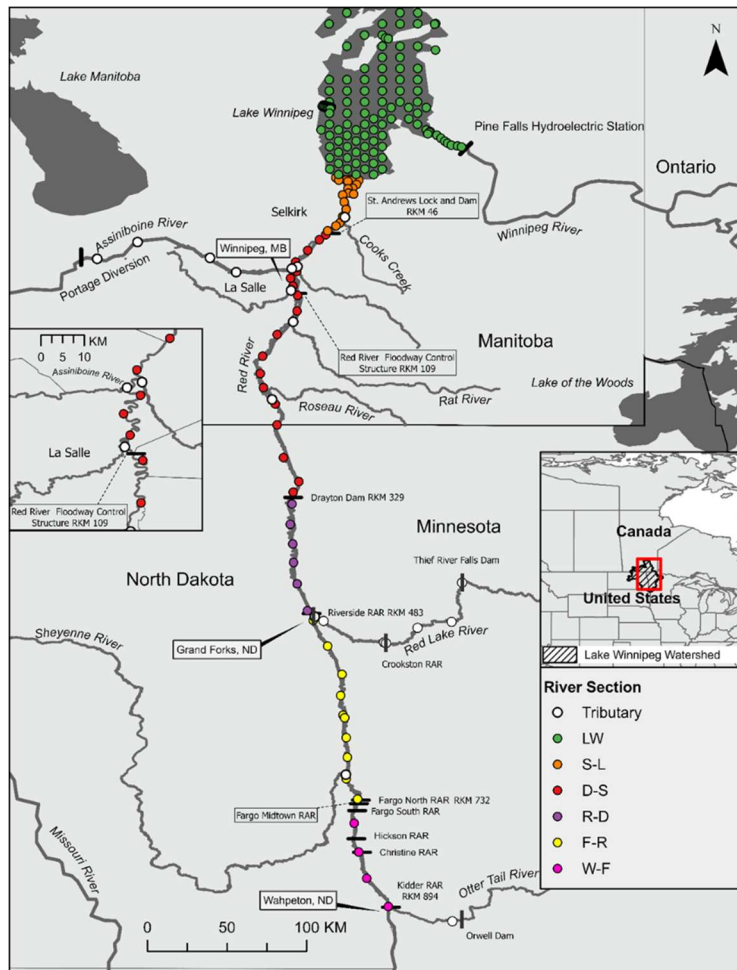 N
Lake Manitoba
Lake Winnipeg
Pine Falls Hydroelectric Station
Ontario
St. Andrews Lock and Dam
RKM 46
Selkirk
Winnipeg River
Assiniboine River
Winnipeg, MB
Cooks Creek
Portage Diversion
La Salle
Manitoba
0 5 10 KM
Assiniboine River
Red River
Red River Floodway Control
Structure RKM 109
Lake of the Woods
Rat River
Roseau River
La Salle
Red River Floodway Control
Structure RKM 109
Drayton Dam RKM 329
Minnesota
Canada
Thief River Falls Dam
North Dakota
United States
Riverside RAR RKM 483
Sheyenne River
Red Lake River
Grand Forks, ND
Crookston RAR
Lake Winnipeg Watershed
River Section
Tributary
LW
S-L
D-S
R-D
F-R
W-F
Fargo North RAR RKM 732
Fargo Midtown RAR
Fargo South RAR
Hickson RAR
Christine RAR
Missouri River
Kidder RAR
RKM 894
Otter Tail River
Wahpeton, ND
Orwell Dam
0 50 100 KM